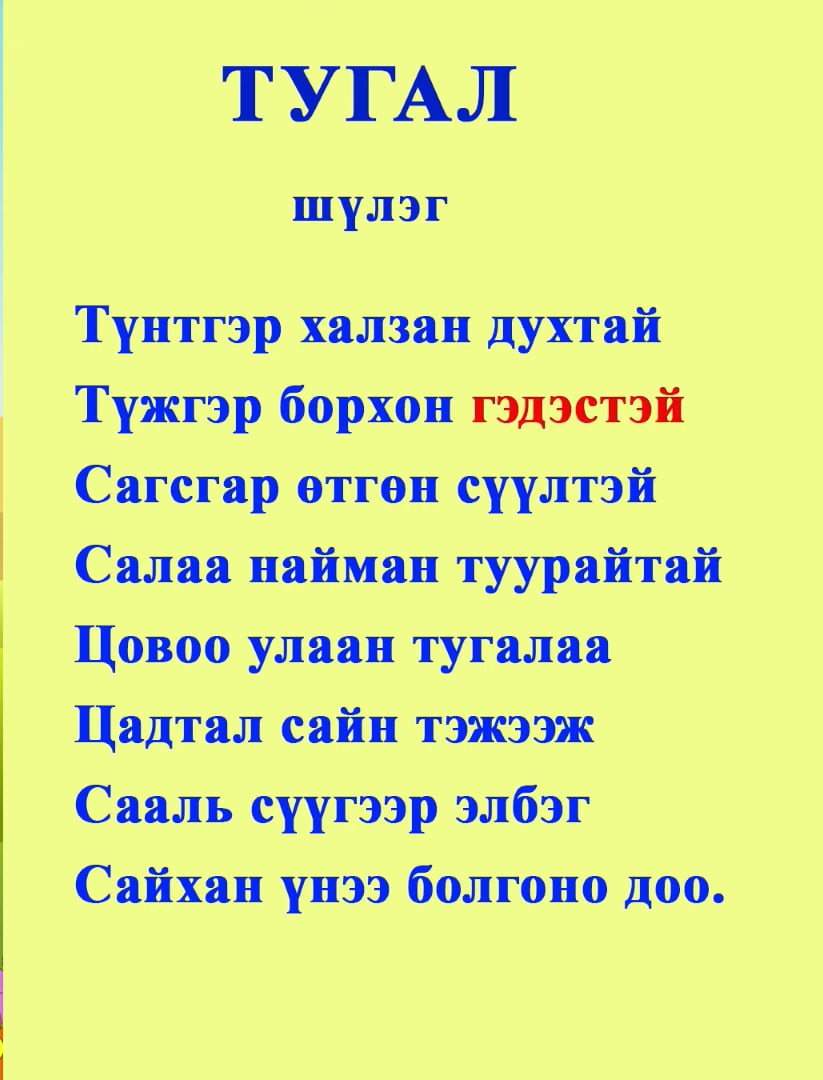 ТУГАЛ
шүлэг
Түнтгэр халзан духтай
Түжгэр борхон гэдэстэй
Сагсгар өтгөн сүүлтэй
Салаа найман туурайтай
Цовоо улаан тугалаа
Цадтал сайн тэжээж
Сааль сүүгээр элбэг
Сайхан үнээ болгоно доо.